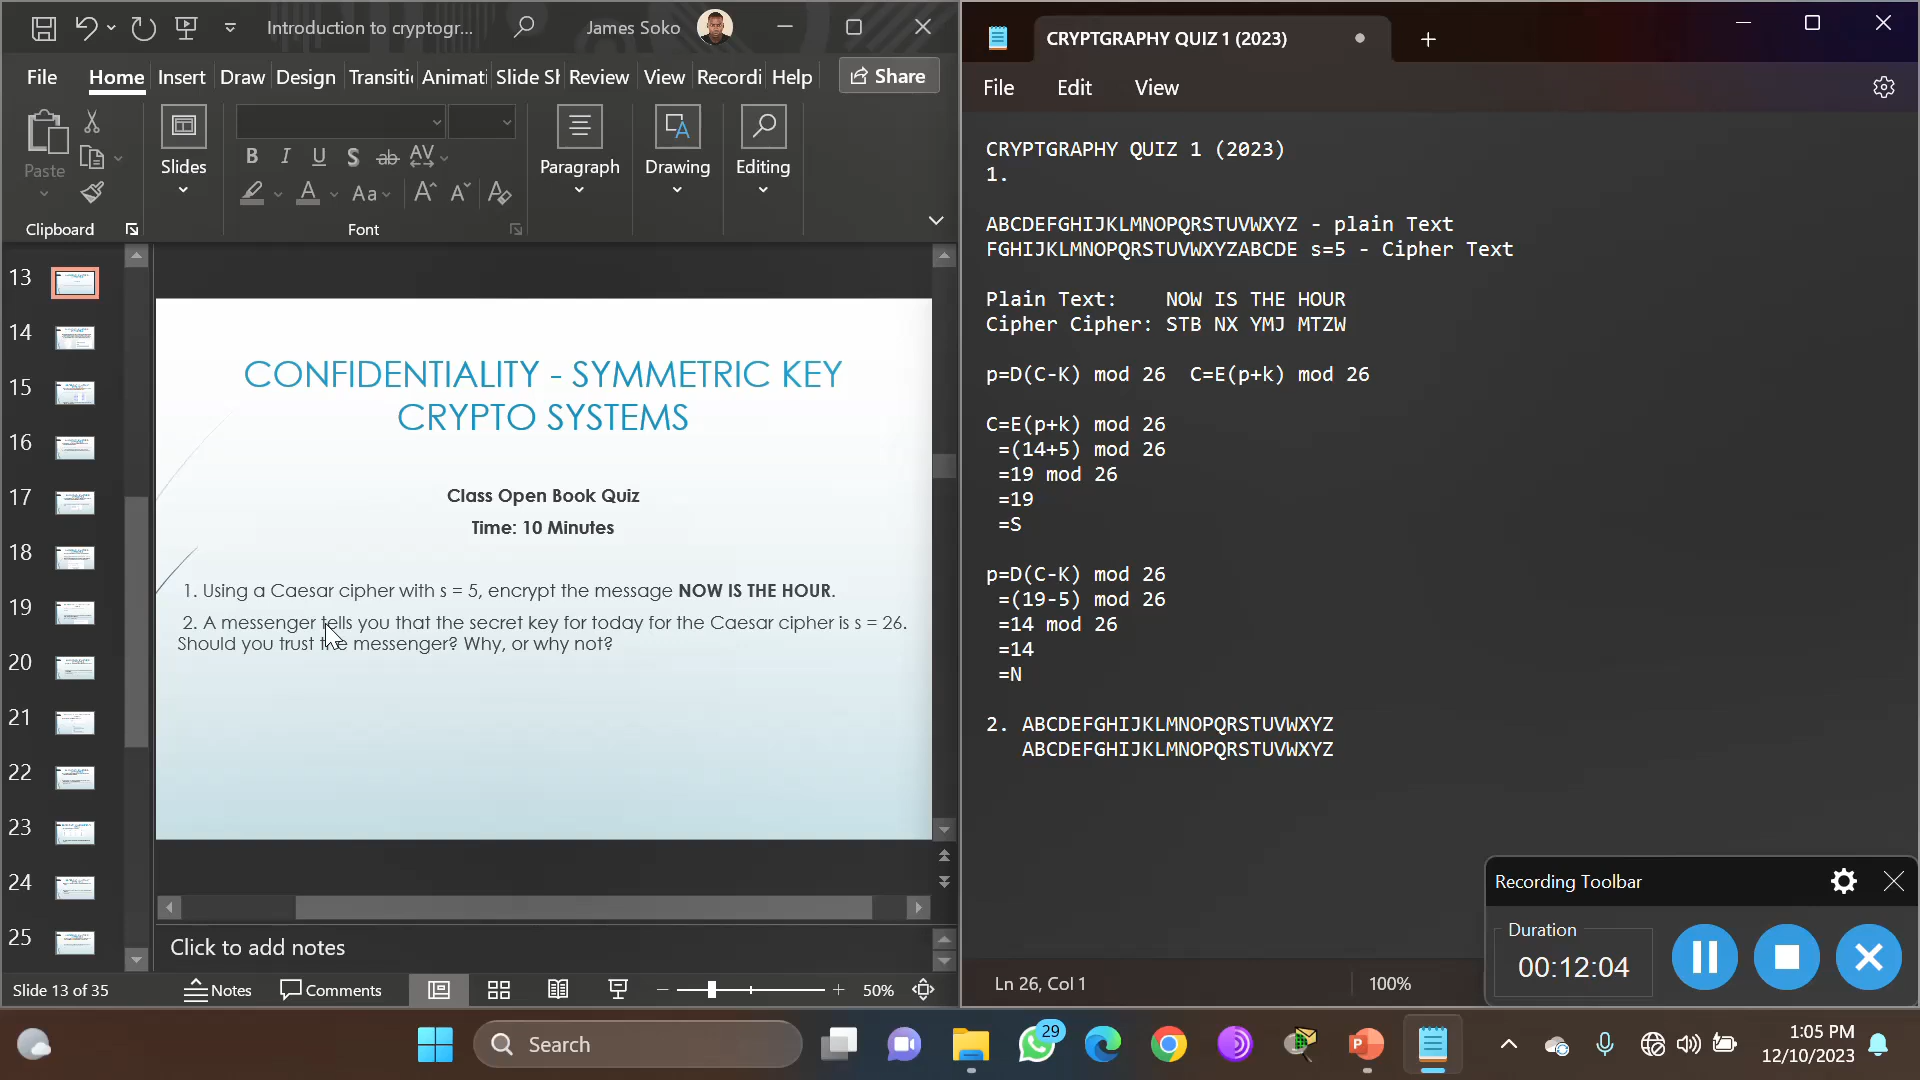 Introduction to cryptogr...
James Soko
File
Home
Insert
Draw
Design
Transiti
Animati
Slide Sl
Review
View
Recordi
Help
Share
Paste
Clipboard
Slides
B I U S ab AV
A Aa A A A
Font
Paragraph
Drawing
Editing
13
14
15
16
17
18
19
20
21
22
23
24
25
CONFIDENTIALITY - SYMMETRIC KEY
CRYPTO SYSTEMS
Class Open Book Quiz
Time: 10 Minutes
1. Using a Caesar cipher with s = 5, encrypt the message NOW IS THE HOUR.
2. A messenger tells you that the secret key for today for the Caesar cipher is s = 26.
Should you trust the messenger? Why, or why not?
Click to add notes
Slide 13 of 35
Notes
Comments
50%
CRYPTGRAPHY QUIZ 1 (2023)
File
Edit
View
CRYPTGRAPHY QUIZ 1 (2023)
1.
ABCDEFGHIJKLMNOPQRSTUVWXYZ - plain Text
FGHIJKLMNOPQRSTUVWXYZABCDE s=5 - Cipher Text
Plain Text: NOW IS THE HOUR
Cipher Cipher: STB NX YMJ MTZW
p=D(C-K) mod 26 C=E(p+k) mod 26
C=E(p+k) mod 26
=(14+5) mod 26
=19 mod 26
=19
=S
p=D(C-K) mod 26
=(19-5) mod 26
=14 mod 26
=14
=N
2. ABCDEFGHIJKLMNOPQRSTUVWXYZ
ABCDEFGHIJKLMNOPQRSTUVWXYZ
Ln 26, Col 1
100%
Recording Toolbar
Duration
00:12:04
Search
29
1:05 PM
12/10/2023